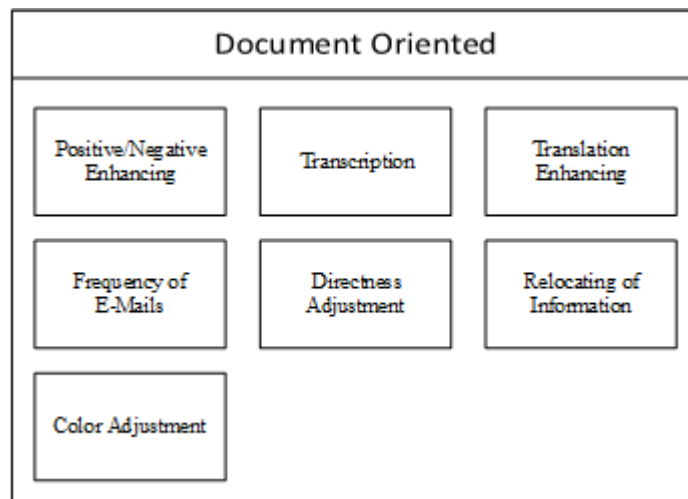 Document Oriented
Positive/Negative
Enhancing
Transcription
Translation
Enhancing
Frequency of
E-Mails
Directness
Adjustment
Relocating of
Information
Color Adjustment